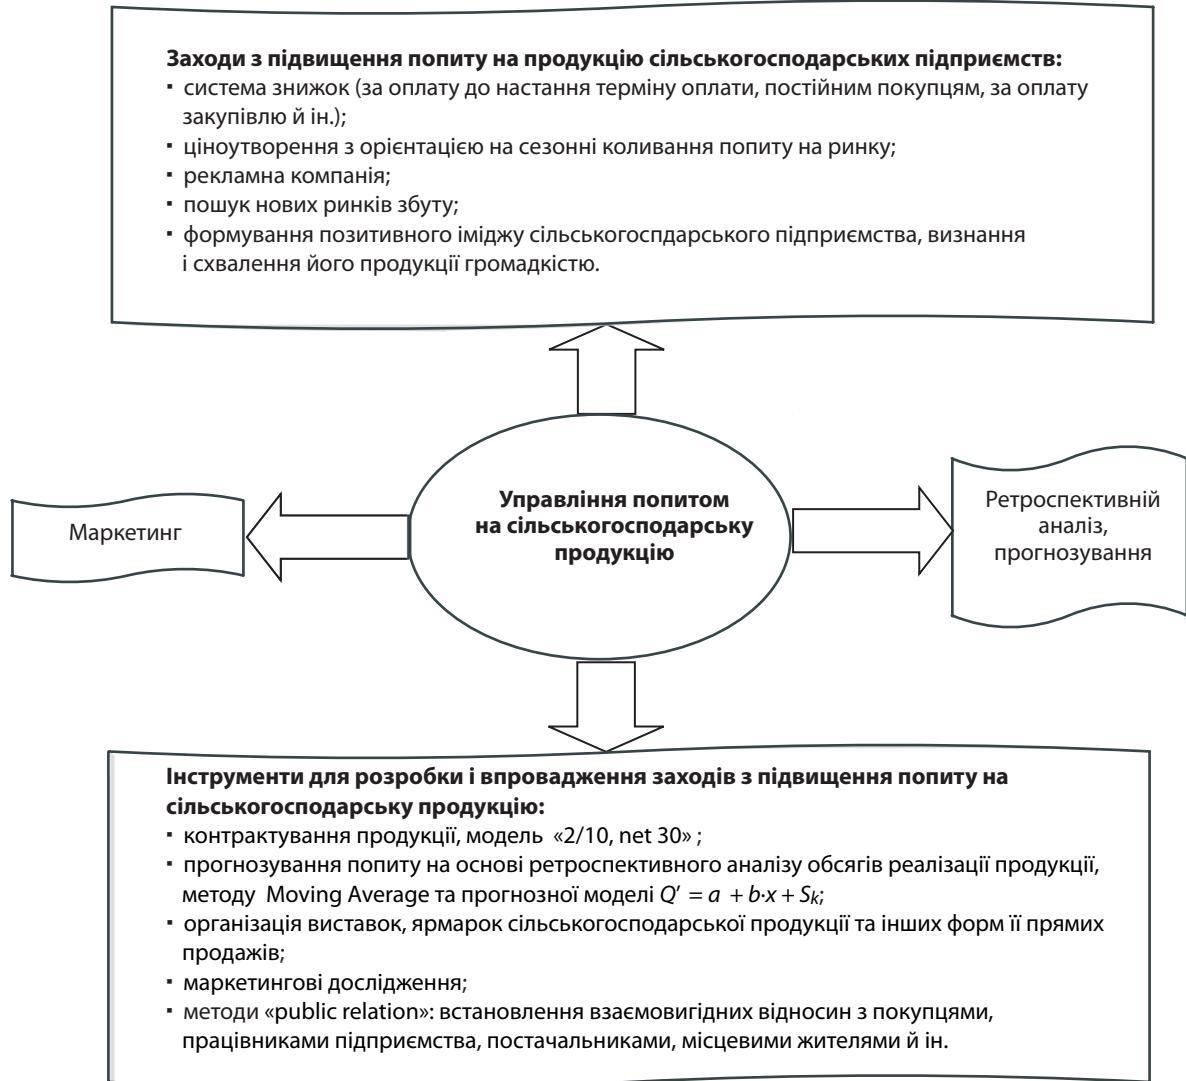 Заходи з підвищення попиту на продукцію сільськогосподарських підприємств:
▪ система знижок (за оплату до настання терміну оплати, постійним покупцям, за оплату
закупівлю й ін.);
▪ ціноутворення з орієнтацією на сезонні коливання попиту на ринку;
▪ рекламна компанія;
▪ пошук нових ринків збуту;
▪ формування позитивного іміджу сільськогоспдарського підприємства, визнання
і схвалення його продукції громадкістю.
Маркетинг
Управління попитом
на сільськогосподарську
продукцію
Ретроспективній
аналіз,
прогнозування
Інструменти для розробки і впровадження заходів з підвищення попиту на
сільськогосподарську продукцію:
▪ контрактування продукції, модель «2/10, net 30» ;
▪ прогнозування попиту на основі ретроспективного аналізу обсягів реалізації продукції,
методу Moving Average та прогнозної моделі Q′ = a + b·x + Sk;
▪ організація виставок, ярмарок сільськогосподарської продукції та інших форм її прямих
продажів;
▪ маркетингові дослідження;
▪ методи «public relation»: встановлення взаємовигідних відносин з покупцями,
працівниками підприємства, постачальниками, місцевими жителями й ін.